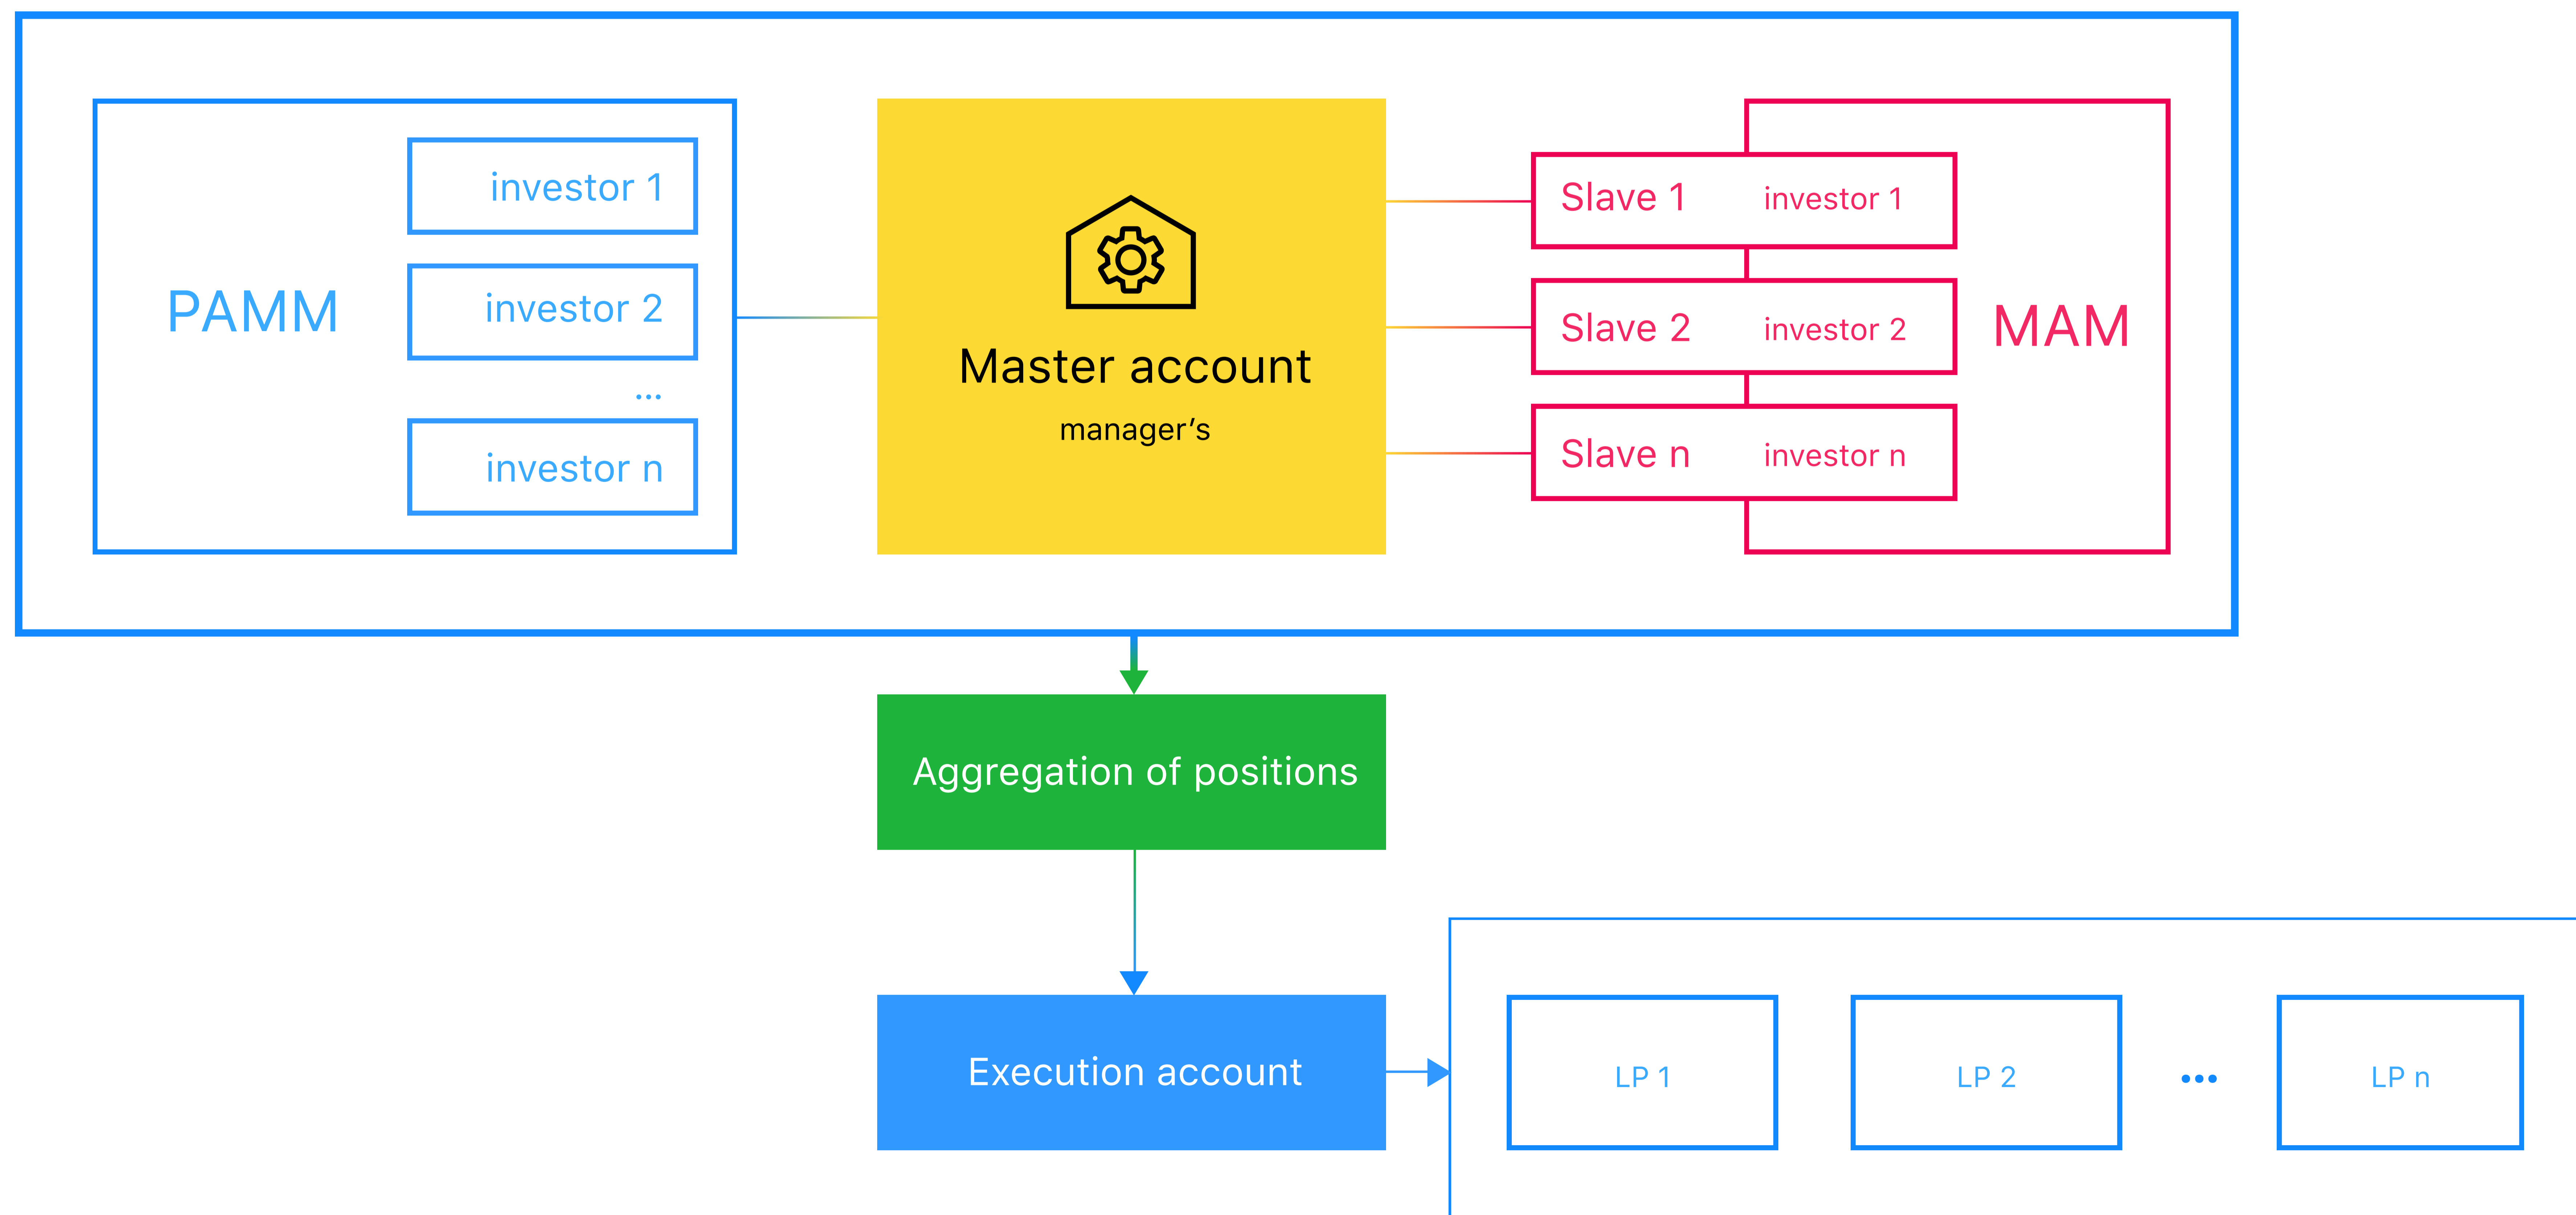 PAMM
investor 1
investor 2
...
investor n
Master account
manager’s
Slave 1 investor 1
Slave 2 investor 2
Slave n investor n
MAM
Aggregation of positions
Execution account
LP 1
LP 2
...
LP n